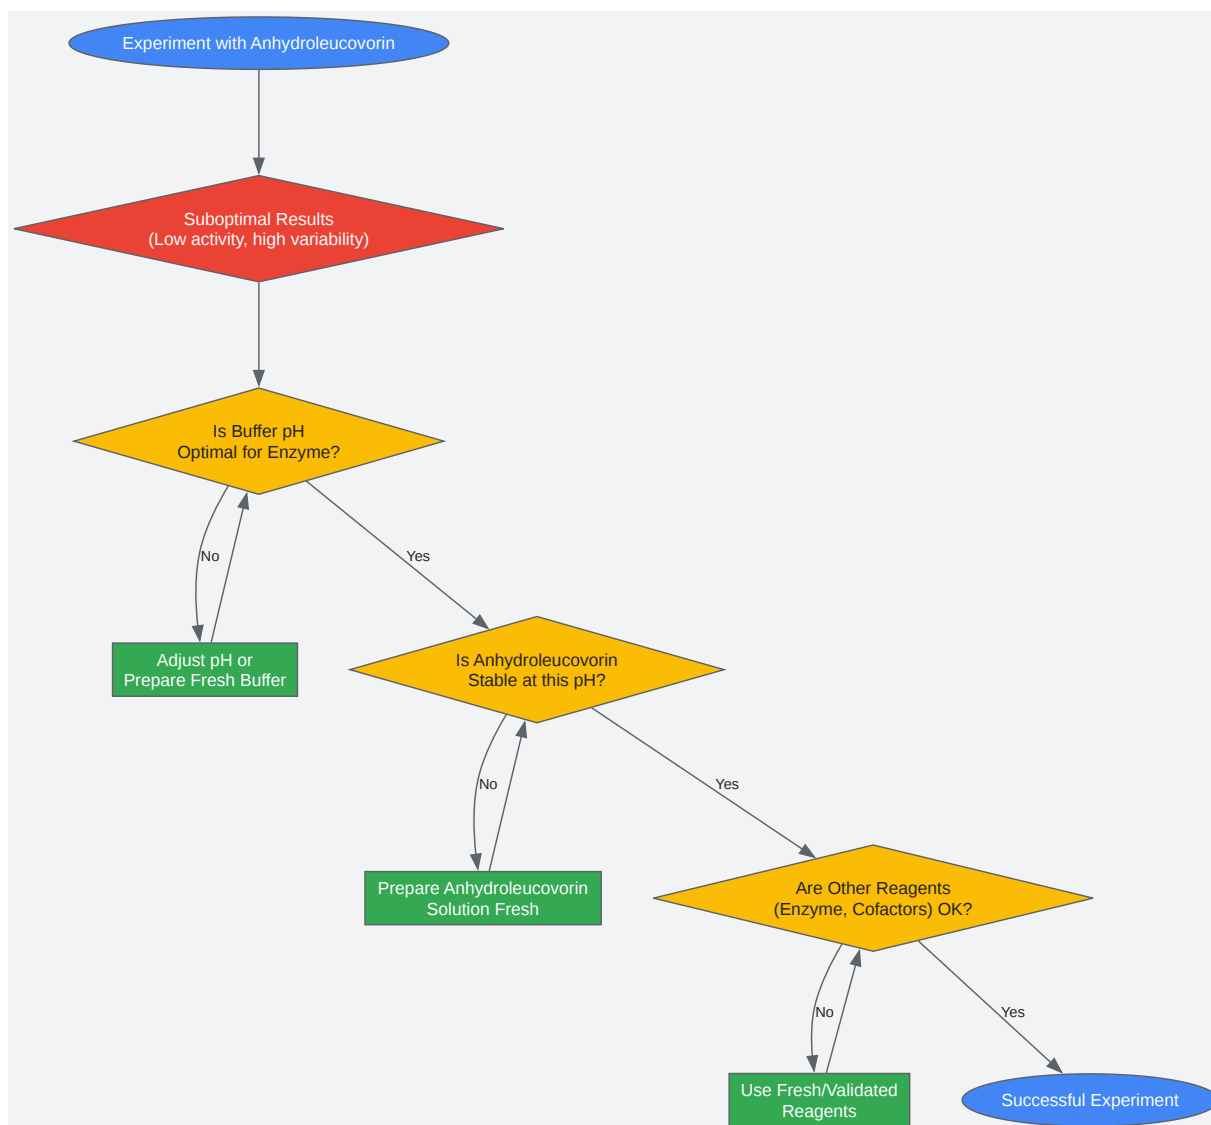 Experiment with Anhydroleucovorin
Suboptimal Results
(Low activity, high variability)
Is Buffer pH
Optimal for Enzyme?
No
Yes
Adjust pH or
Prepare Fresh Buffer
Is Anhydroleucovorin
Stable at this pH?
No
Yes
Prepare Anhydroleucovorin
Solution Fresh
Are Other Reagents
(Enzyme, Cofactors) OK?
No
Yes
Use Fresh/Validated
Reagents
Successful Experiment